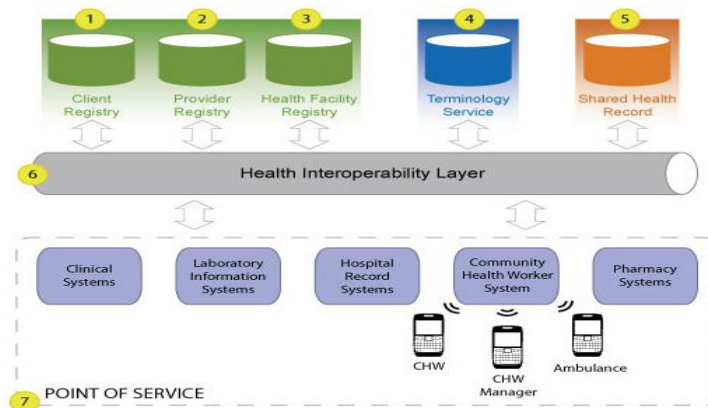 1
2
3
4
5
Client
Registry
Provider
Registry
Health Facility
Registry
Terminology
Service
Shared Health
Record
6
Health Interoperability Layer
Clinical
Systems
Laboratory
Information
Systems
Hospital
Record
Systems
Community
Health Worker
System
Pharmacy
Systems
CHW
CHW
Manager
Ambulance
7
POINT OF SERVICE